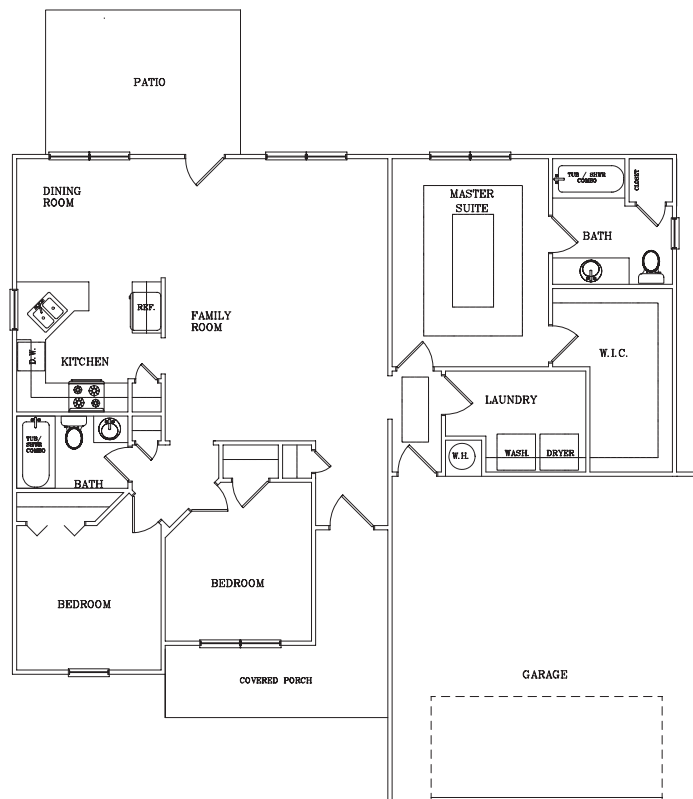 PATIO
DINING
ROOM
MASTER
SUITE
TUB / SHWR
COMBO
CLOSET
BATH
REF.
FAMILY
ROOM
D.W.
KITCHEN
W.I.C.
LAUNDRY
TUB/
SHWR
COMBO
BATH
W.H.
WASH.
DRYER
BEDROOM
BEDROOM
COVERED PORCH
GARAGE